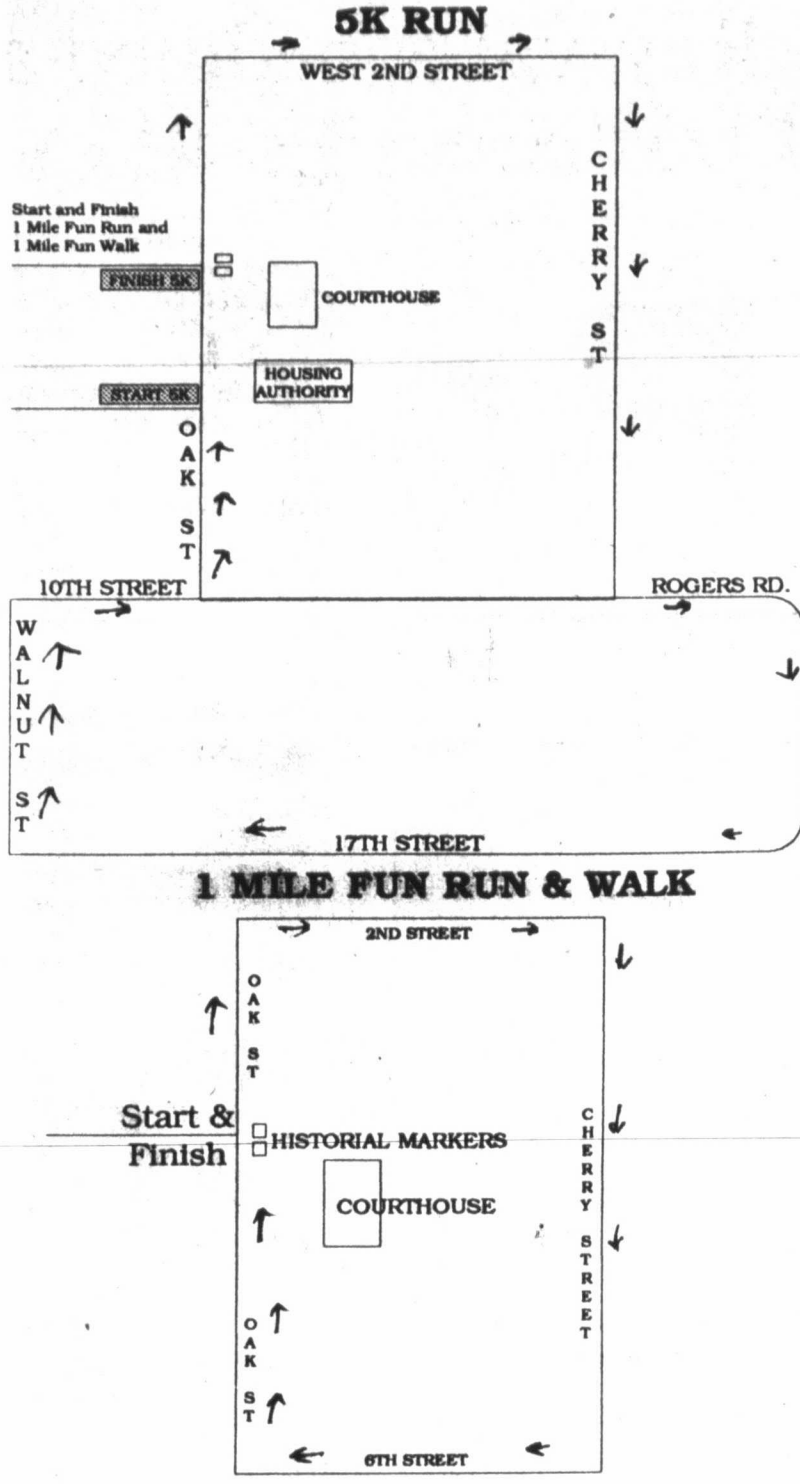 5K RUN
WEST 2ND STREET
CHERRY ST
Start and Finish
1 Mile Fun Run and
1 Mile Fun Walk
FINISH 5K
COURTHOUSE
HOUSING
AUTHORITY
START 5K
OAK ST
10TH STREET
ROGERS RD.
WALNUT ST
17TH STREET
1 MILE FUN RUN & WALK
2ND STREET
OAK ST
Start &
Finish
HISTORIAL MARKERS
COURTHOUSE
CHERRY STREET
OAK ST
6TH STREET